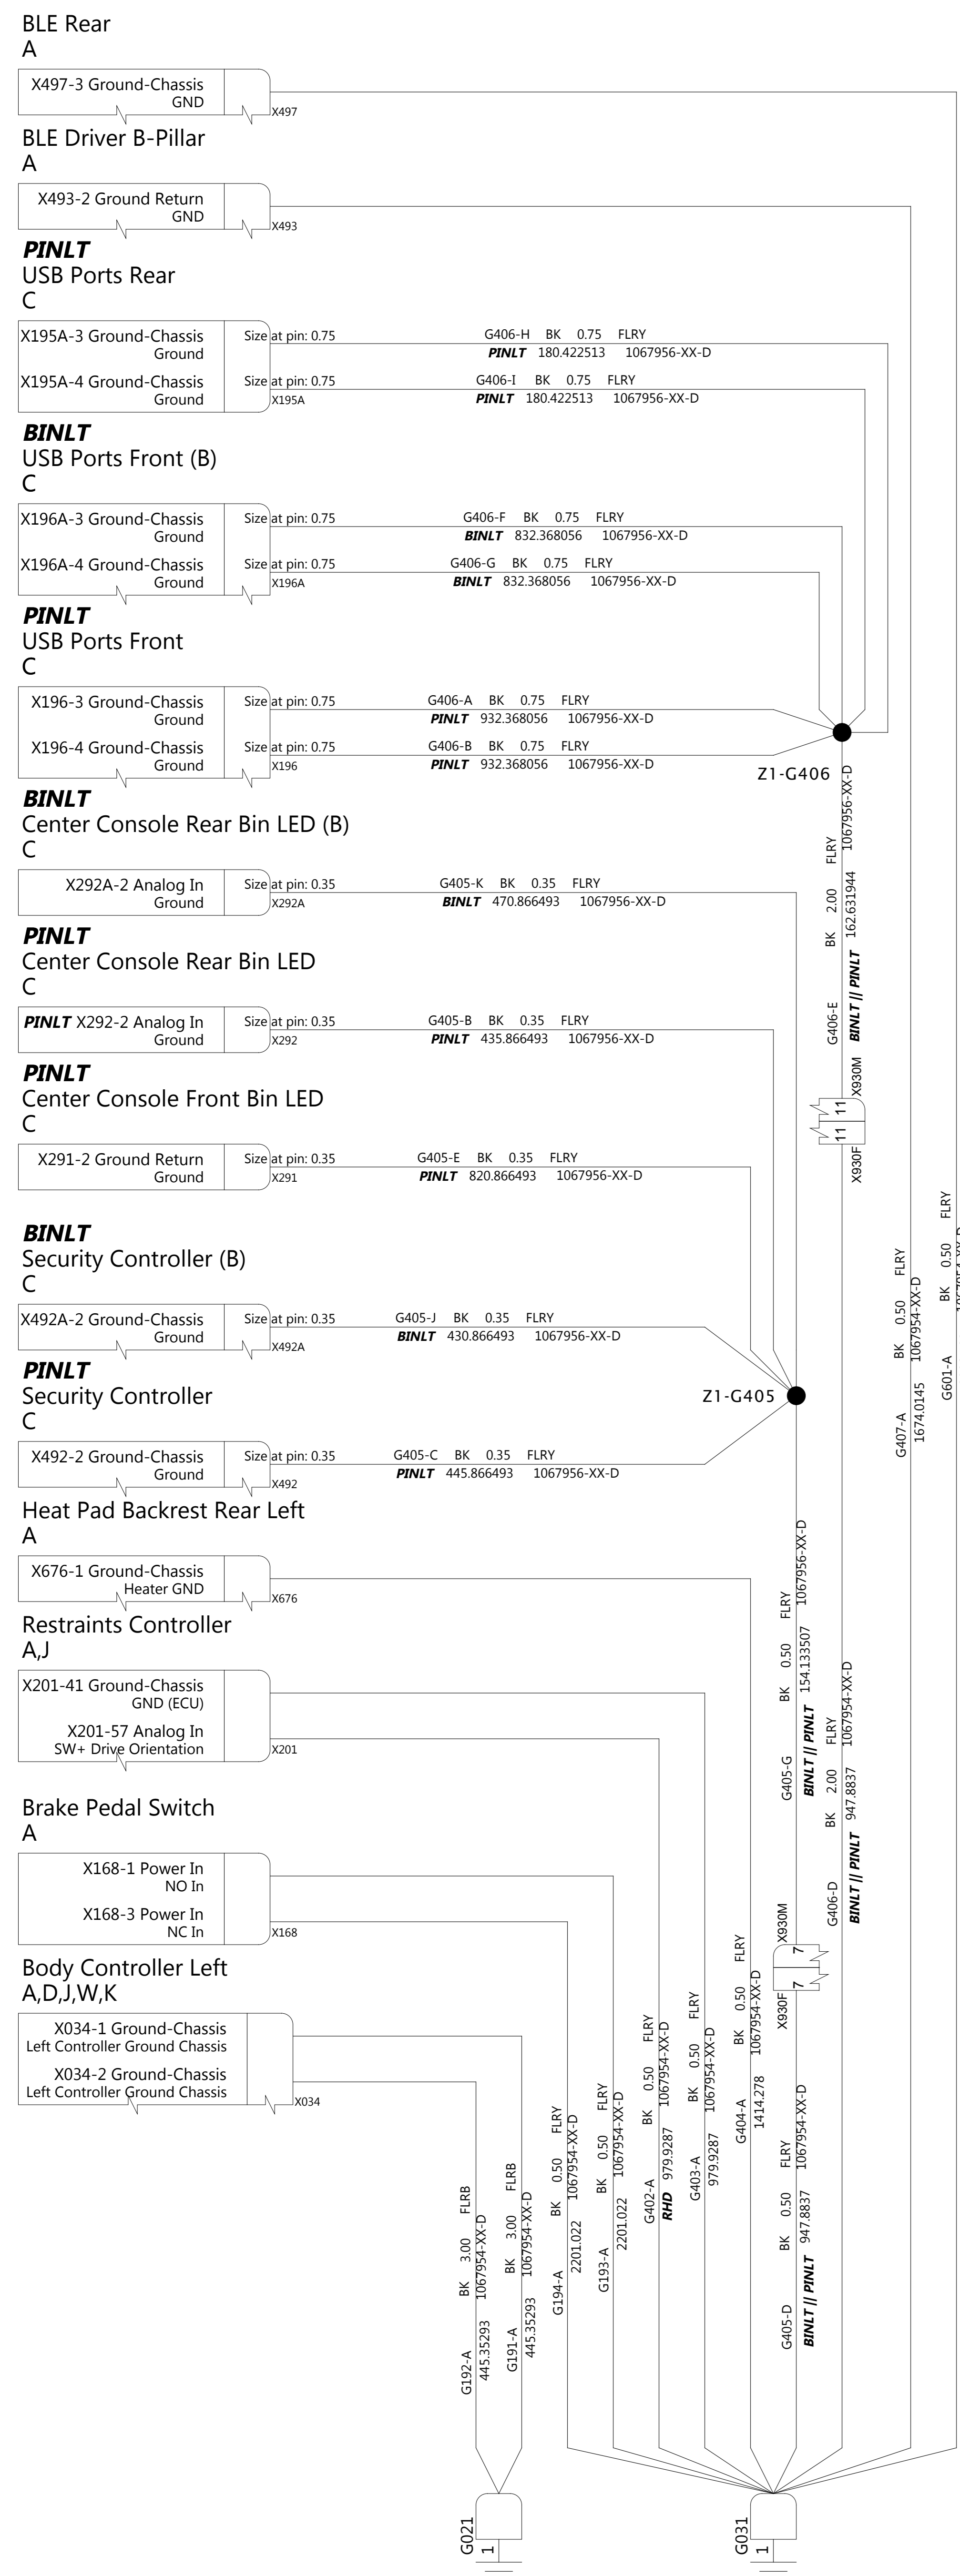 BLE Rear
A
X497-3 Ground-Chassis
GND
X497
BLE Driver B-Pillar
A
X493-2 Ground Return
GND
X493
PINLT
USB Ports Rear
C
X195A-3 Ground-Chassis
Ground
Size at pin: 0.75
G406-H BK 0.75 FLRY
PINLT 180.422513 1067956-XX-D
X195A-4 Ground-Chassis
Ground
Size at pin: 0.75
X195A
G406-I BK 0.75 FLRY
PINLT 180.422513 1067956-XX-D
BINLT
USB Ports Front (B)
C
X196A-3 Ground-Chassis
Ground
Size at pin: 0.75
G406-F BK 0.75 FLRY
BINLT 832.368056 1067956-XX-D
X196A-4 Ground-Chassis
Ground
Size at pin: 0.75
X196A
G406-G BK 0.75 FLRY
BINLT 832.368056 1067956-XX-D
PINLT
USB Ports Front
C
X196-3 Ground-Chassis
Ground
Size at pin: 0.75
G406-A BK 0.75 FLRY
PINLT 932.368056 1067956-XX-D
X196-4 Ground-Chassis
Ground
Size at pin: 0.75
X196
G406-B BK 0.75 FLRY
PINLT 932.368056 1067956-XX-D
Z1-G406
BINLT
Center Console Rear Bin LED (B)
C
X292A-2 Analog In
Ground
Size at pin: 0.35
X292A
G405-K BK 0.35 FLRY
BINLT 470.866493 1067956-XX-D
G406-E BK 2.00 FLRY
BINLT || PINLT 162.631944 1067956-XX-D
PINLT
Center Console Rear Bin LED
C
PINLT X292-2 Analog In
Ground
Size at pin: 0.35
X292
G405-B BK 0.35 FLRY
PINLT 435.866493 1067956-XX-D
X930M
11
11
X930F
PINLT
Center Console Front Bin LED
C
X291-2 Ground Return
Ground
Size at pin: 0.35
X291
G405-E BK 0.35 FLRY
PINLT 820.866493 1067956-XX-D
BINLT
Security Controller (B)
C
X492A-2 Ground-Chassis
Ground
Size at pin: 0.35
X492A
G405-J BK 0.35 FLRY
BINLT 430.866493 1067956-XX-D
Z1-G405
G407-A BK 0.50 FLRY
1674.0145 1067954-XX-D
G601-A BK 0.50 FLRY
PINLT
Security Controller
C
X492-2 Ground-Chassis
Ground
Size at pin: 0.35
X492
G405-C BK 0.35 FLRY
PINLT 445.866493 1067956-XX-D
Heat Pad Backrest Rear Left
A
X676-1 Ground-Chassis
Heater GND
X676
Restraints Controller
A,J
X201-41 Ground-Chassis
GND (ECU)
X201-57 Analog In
SW+ Drive Orientation
X201
G405-G BK 0.50 FLRY
BINLT || PINLT 154.133507 1067956-XX-D
G406-D BK 2.00 FLRY
BINLT || PINLT 947.8837 1067954-XX-D
Brake Pedal Switch
A
X168-1 Power In
NO In
X168-3 Power In
NC In
X168
X930M
7
7
X930F
Body Controller Left
A,D,J,W,K
X034-1 Ground-Chassis
Left Controller Ground Chassis
X034-2 Ground-Chassis
Left Controller Ground Chassis
X034
G192-A BK 3.00 FLRB
445.35293 1067954-XX-D
G191-A BK 3.00 FLRB
445.35293 1067954-XX-D
G194-A BK 0.50 FLRY
2201.022 1067954-XX-D
G193-A BK 0.50 FLRY
2201.022 1067954-XX-D
G402-A BK 0.50 FLRY
RHD 979.9287 1067954-XX-D
G403-A BK 0.50 FLRY
979.9287 1067954-XX-D
G404-A BK 0.50 FLRY
1414.278 1067954-XX-D
G405-D BK 0.50 FLRY
BINLT || PINLT 947.8837 1067954-XX-D
G021
1
G031
1